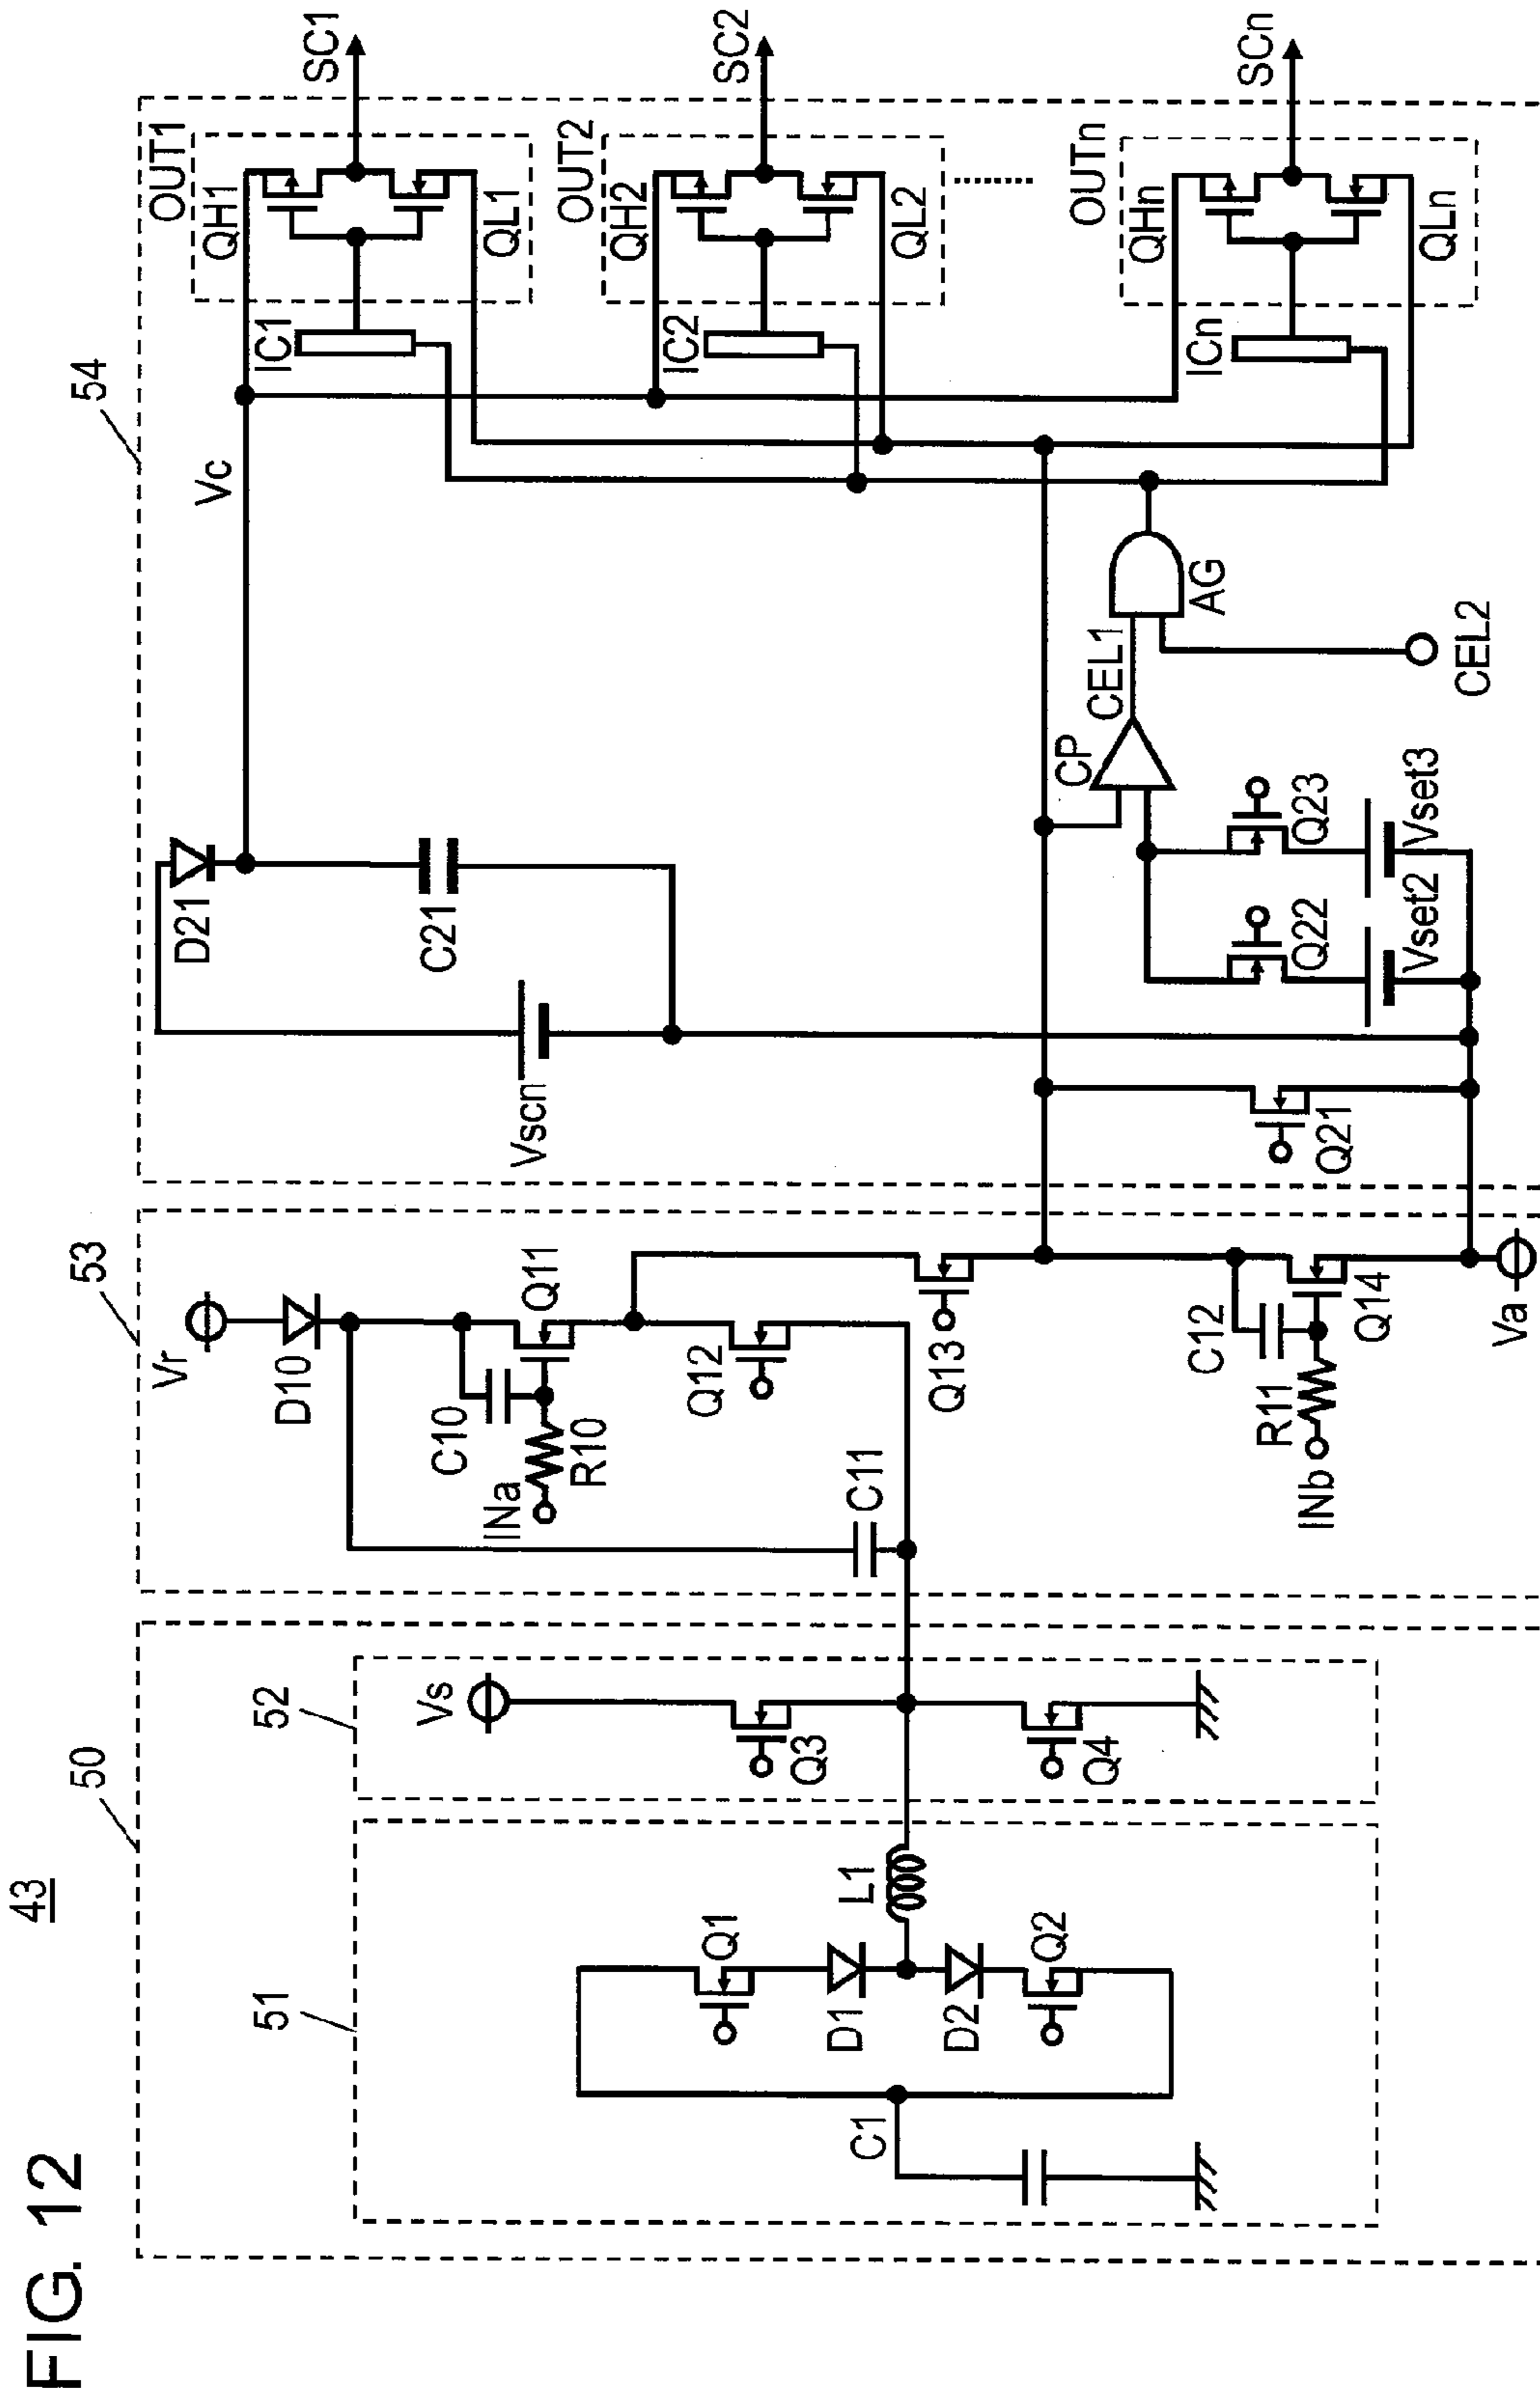 FIG. 12
43
50
51
C1
Q1
D1
D2
Q2
L1
52
Vs
Q3
Q4
53
Vr
D10
C10
Q11
INa
R10
Q12
C11
Q13
C12
R11
INb
Q14
Va
54
D21
Vscn
C21
Vc
Q21
Q22
Q23
Vset2
Vset3
CP
CEL1
AG
CEL2
IC1
OUT1
QH1
QL1
SC1
IC2
OUT2
QH2
QL2
SC2
ICn
OUTn
QHn
QLn
SCn